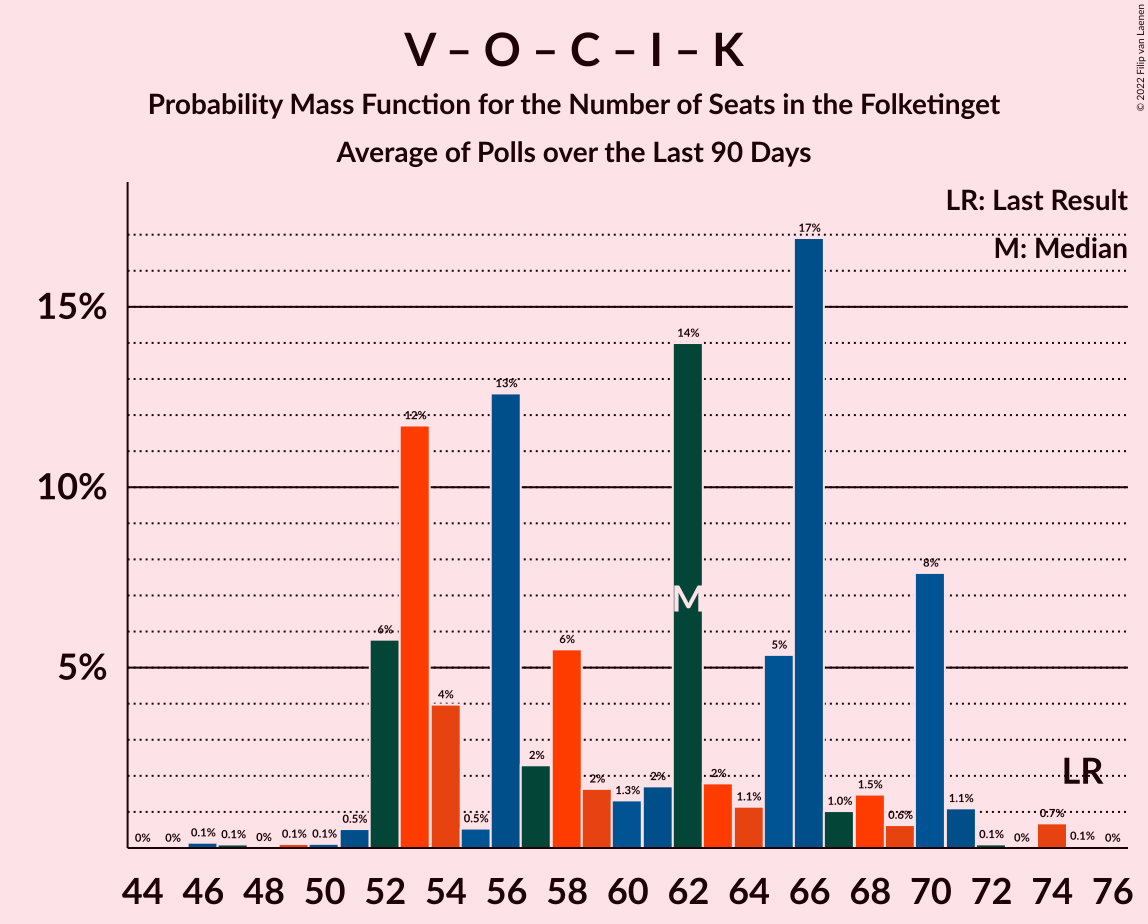 V – O – C – I – K
Probability Mass Function for the Number of Seats in the Folketinget
Average of Polls over the Last 90 Days
© 2022 Filip van Laenen
LR: Last Result
M: Median
15%
10%
5%
0% 0% 0.1% 0.1% 0% 0.1% 0.1% 0.5% 6% 12% 4% 0.5% 13% 2% 6% 2% 1.3% 2% 14% 2% 1.1% 5% 17% 1.0% 1.5% 0.6% 8% 1.1% 0.1% 0% 0.7% 0.1% 0%
M
LR
44 46 48 50 52 54 56 58 60 62 64 66 68 70 72 74 76